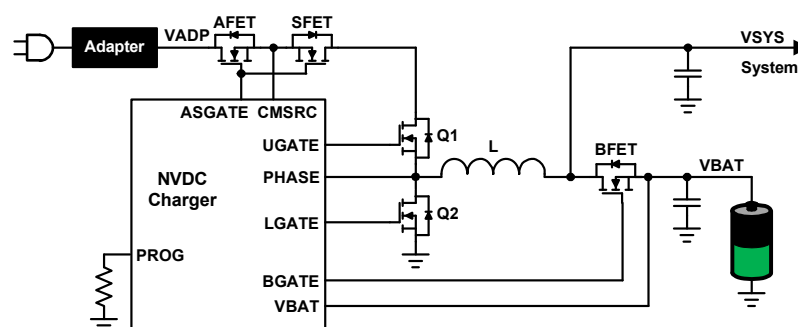 AFET
SFET
Adapter
VADP
VSYS
System
ASGATE
CMSRC
UGATE
Q1
L
BFET
VBAT
NVDC
Charger
PHASE
LGATE
Q2
PROG
BGATE
VBAT